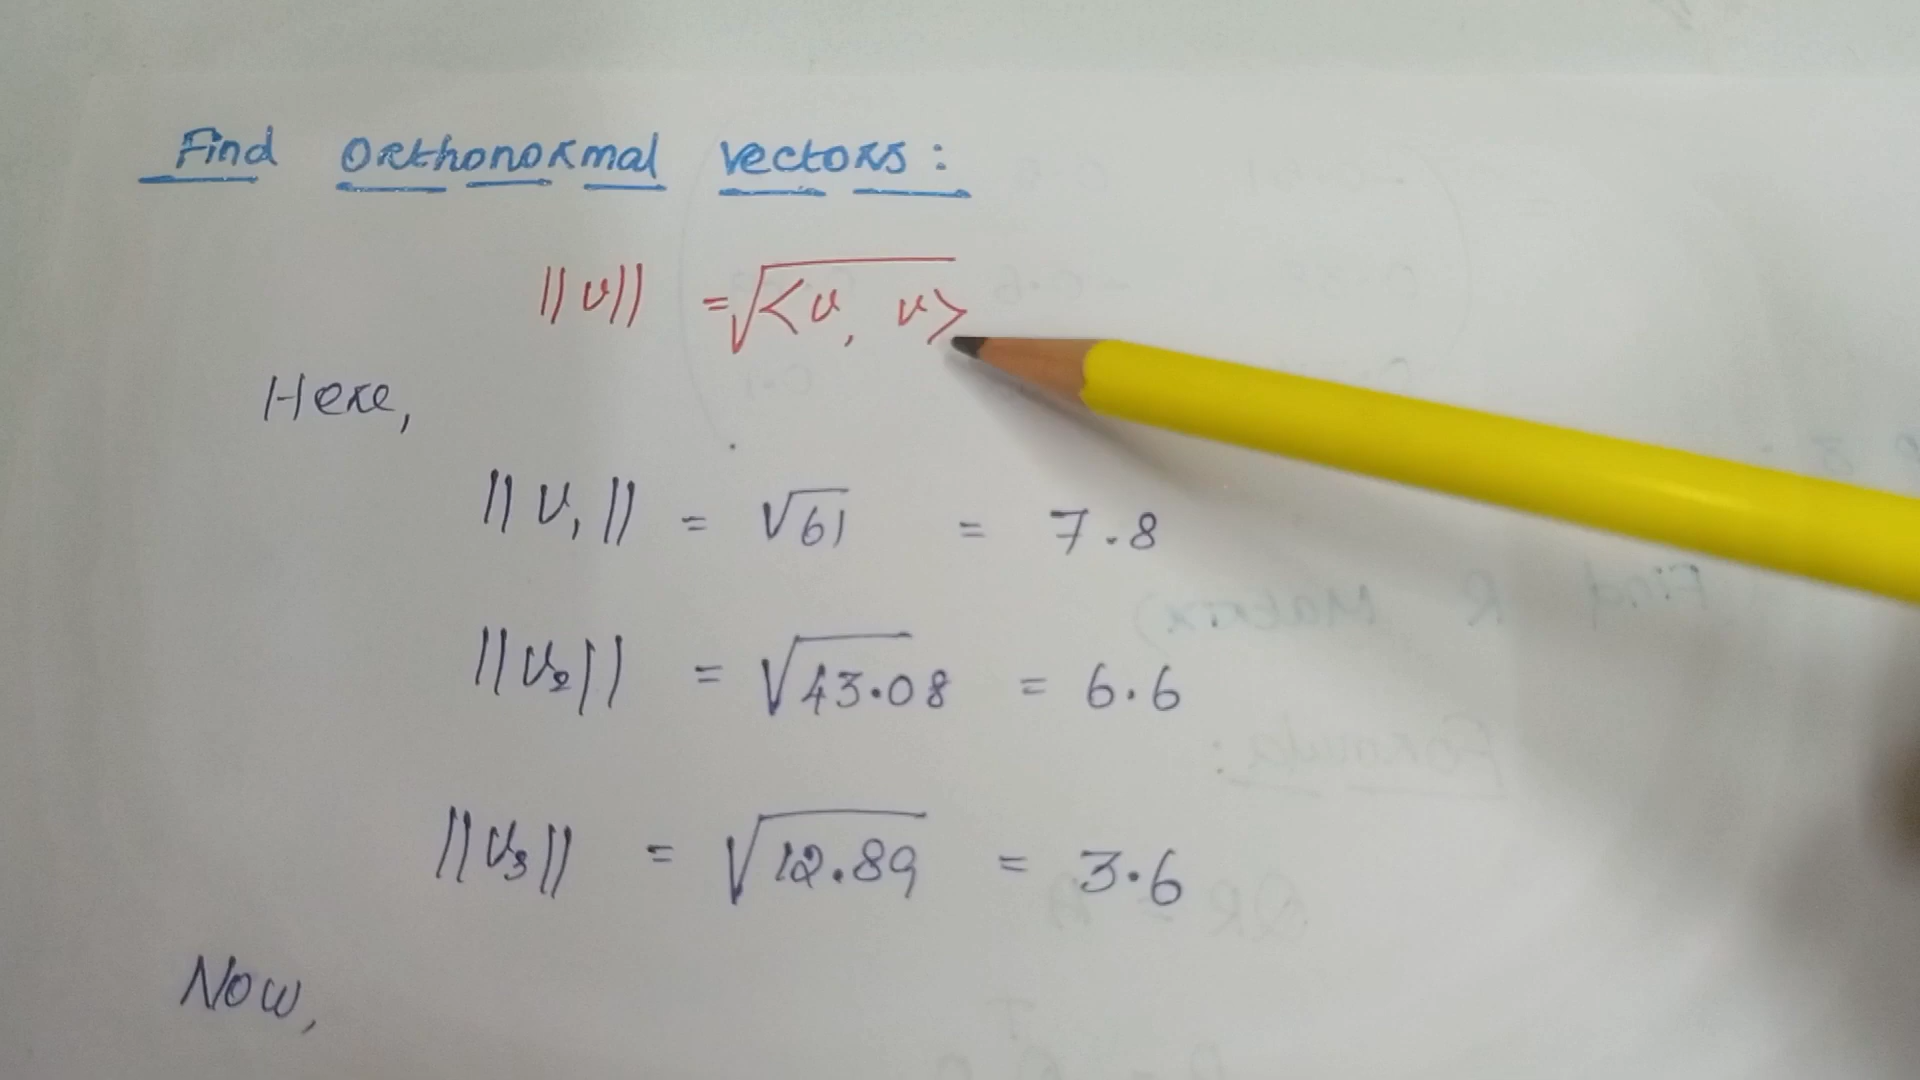 Find Orthonormal Vectors:
||v|| = √<v, v>
Here,
||v₁|| = √61 = 7.8
||v₂|| = √43.08 = 6.6
||v₃|| = √12.89 = 3.6
Now,